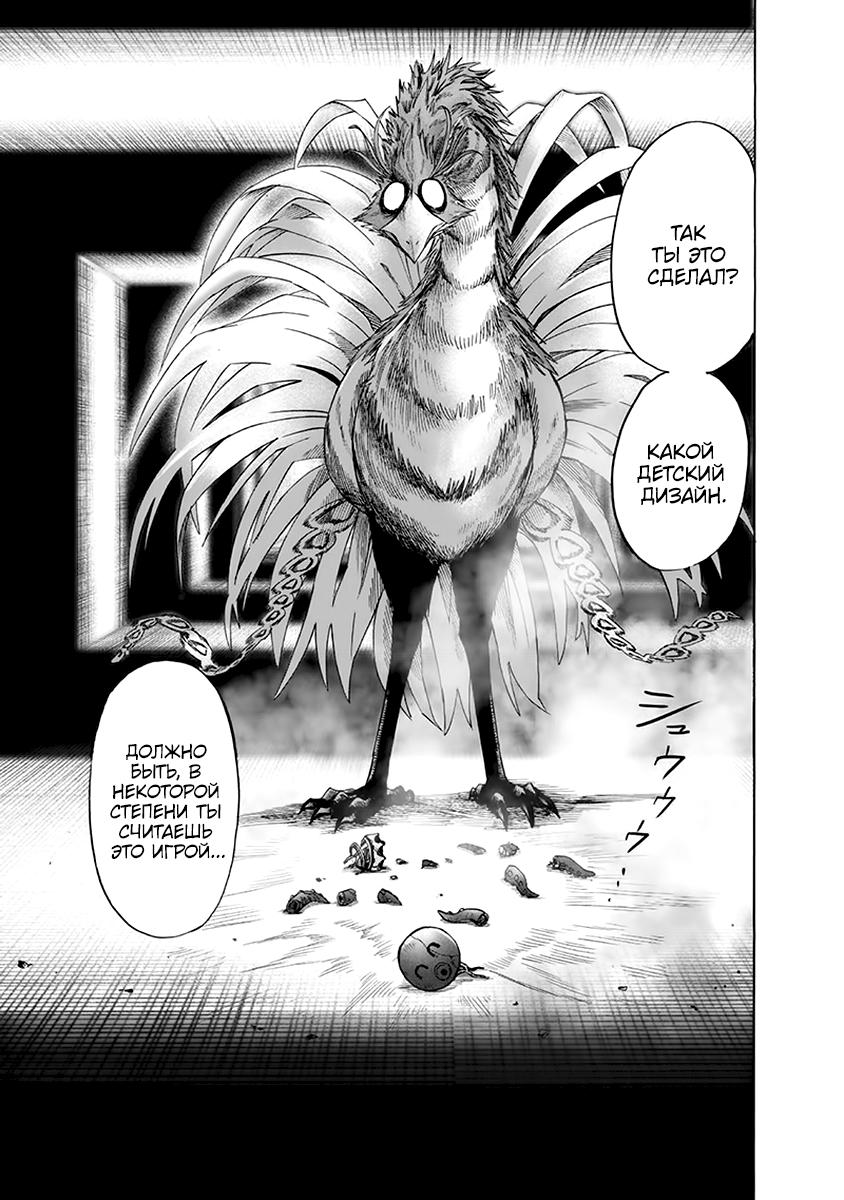 ТАК
ТЫ ЭТО
СДЕЛАЛ?
КАКОЙ
ДЕТСКИЙ
ДИЗАЙН.
シュウウウ
ДОЛЖНО
БЫТЬ, В
НЕКОТОРОЙ
СТЕПЕНИ ТЫ
СЧИТАЕШЬ
ЭТО ИГРОЙ...